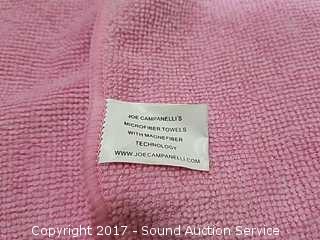 JOE CAMPANELLI'S
MICROFIBER TOWELS
WITH MAGNEFIBER
TECHNOLOGY
WWW.JOECAMPANELLI.COM
Copyright 2017 - Sound Auction Service